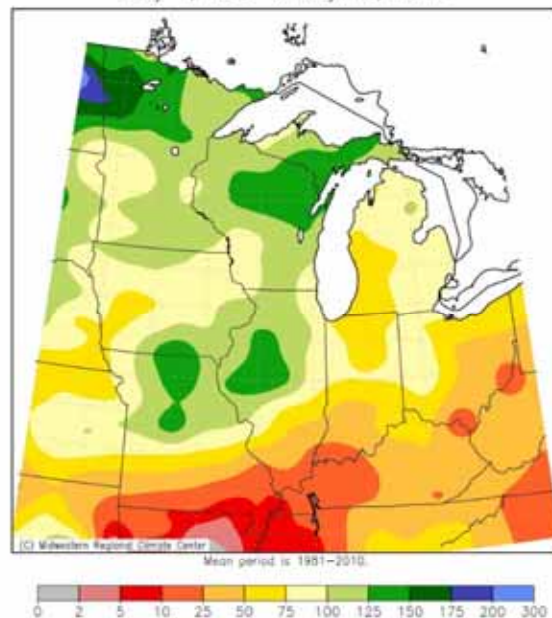 (C) Midwestern Regional Climate Center
Mean period is 1981-2010.
0 2 5 10 25 50 75 100 125 150 175 200 300